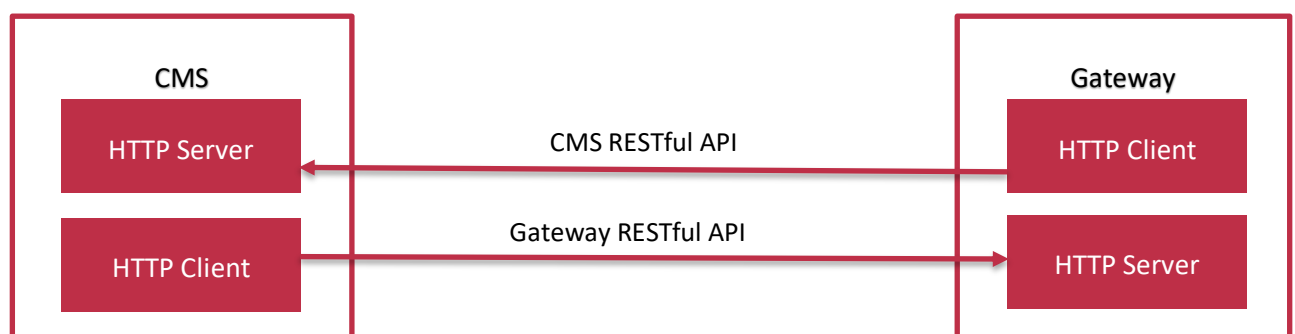 CMS
Gateway
HTTP Server
CMS RESTful API
HTTP Client
Gateway RESTful API
HTTP Client
HTTP Server